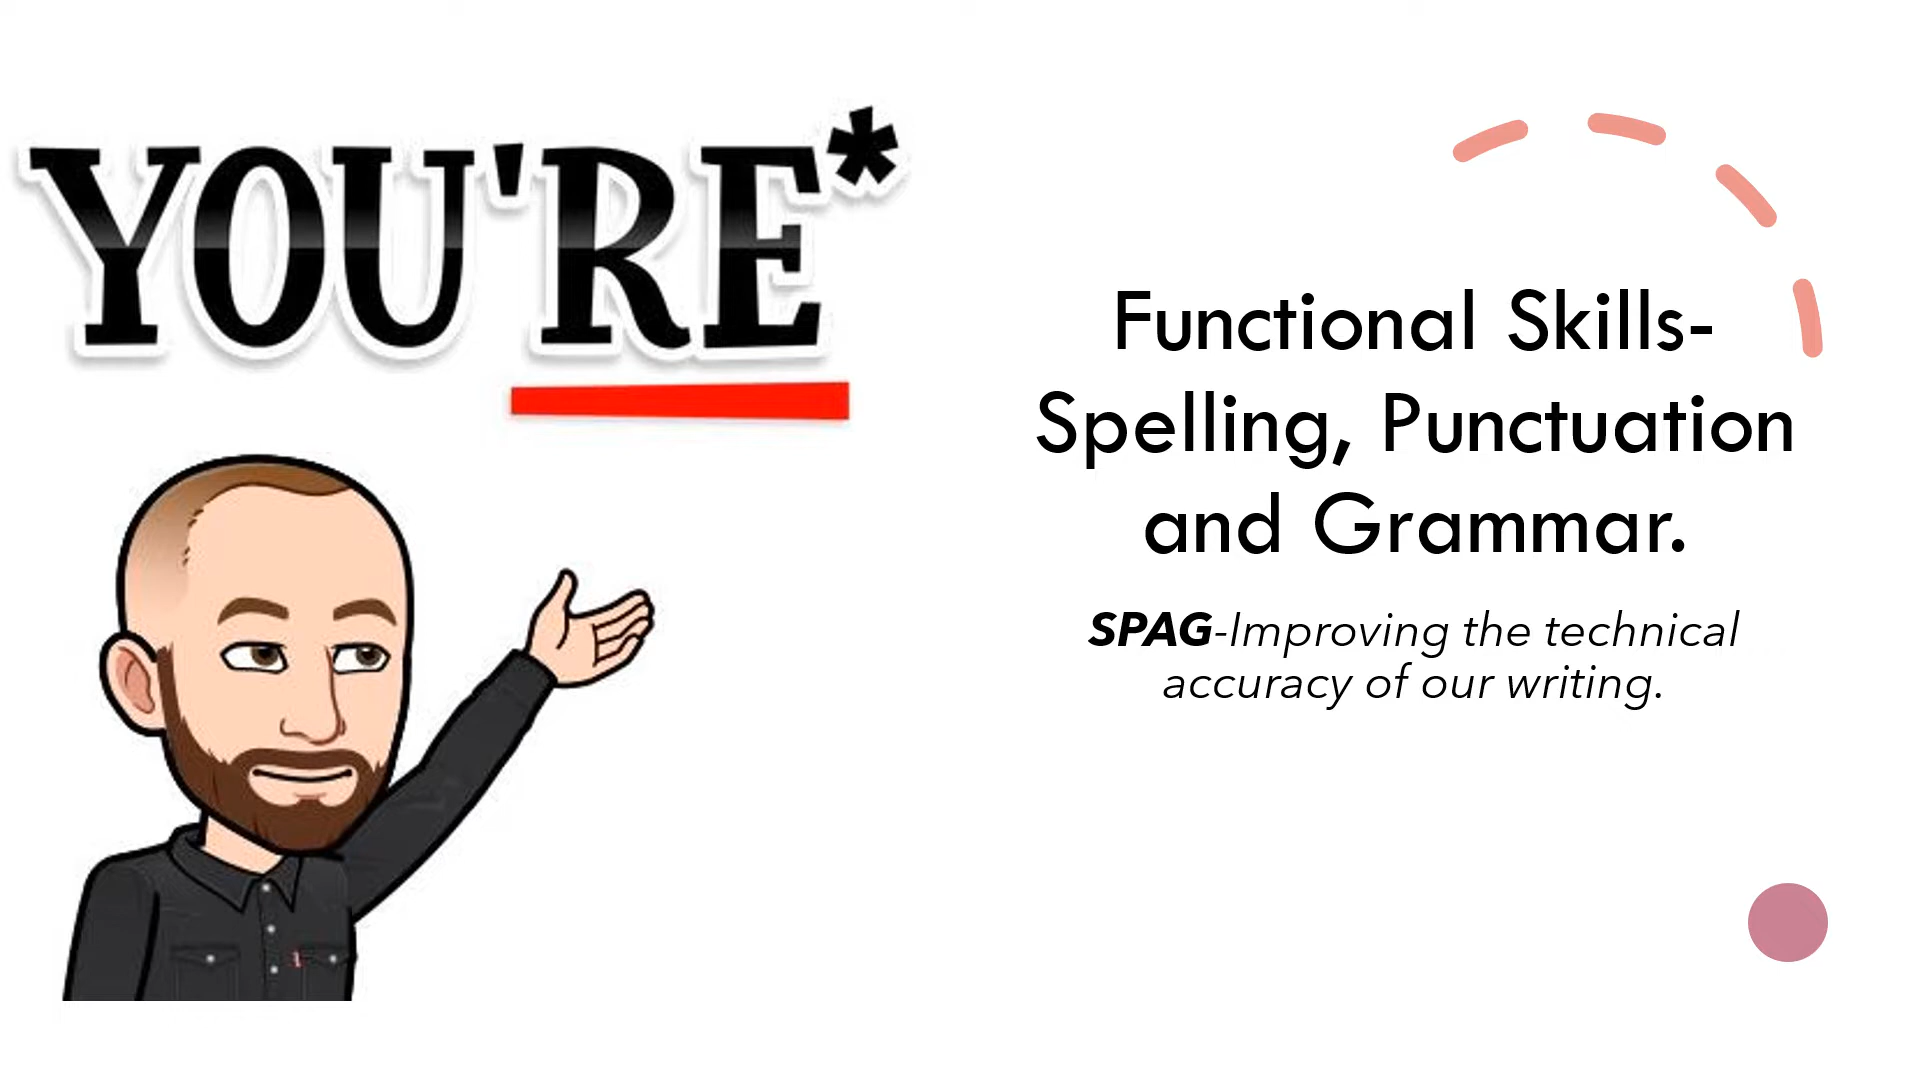 YOU'RE*
Functional Skills-
Spelling, Punctuation
and Grammar.
SPAG-Improving the technical
accuracy of our writing.